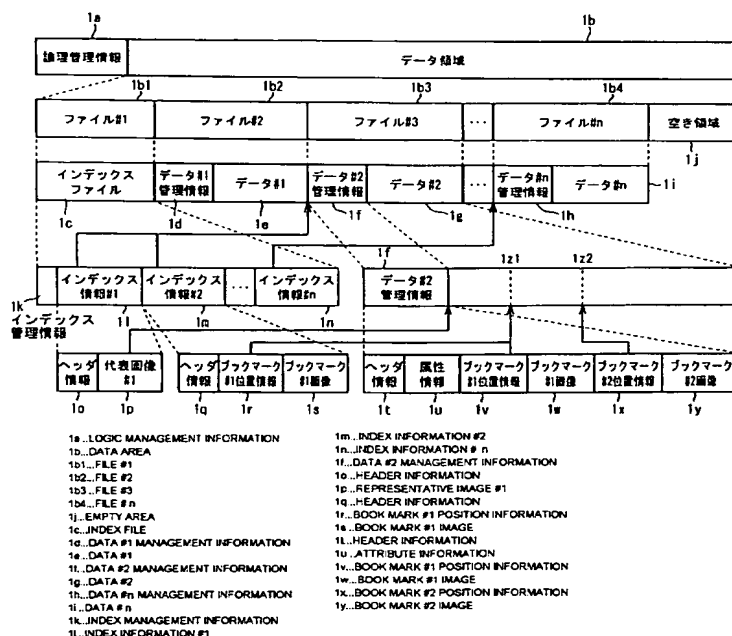 1a
1b
論理管理情報
データ領域
1b1
1b2
1b3
1b4
ファイル#1
ファイル#2
ファイル#3
...
ファイル#n
空き領域
1j
インデックス
ファイル
データ#1
管理情報
データ#1
データ#2
管理情報
データ#2
...
データ#n
管理情報
データ#n
1i
1c
1d
1e
1f
1g
1h
1f
1z1
1z2
インデックス
情報#1
インデックス
情報#2
...
インデックス
情報#n
データ#2
管理情報
1k
インデックス
管理情報
1l
1m
1n
ヘッダ
情報
代表画像
#1
ヘッダ
情報
ブックマーク
#1位置情報
ブックマーク
#1画像
ヘッダ
情報
属性
情報
ブックマーク
#1位置情報
ブックマーク
#1画像
ブックマーク
#2位置情報
ブックマーク
#2画像
1o
1p
1q
1r
1s
1t
1u
1v
1w
1x
1y
1a...LOGIC MANAGEMENT INFORMATION
1b...DATA AREA
1b1...FILE #1
1b2...FILE #2
1b3...FILE #3
1b4...FILE # n
1j...EMPTY AREA
1c...INDEX FILE
1d...DATA #1 MANAGEMENT INFORMATION
1e...DATA #1
1f...DATA #2 MANAGEMENT INFORMATION
1g...DATA #2
1h...DATA #n MANAGEMENT INFORMATION
1i...DATA # n
1k...INDEX MANAGEMENT INFORMATION
1l...INDEX INFORMATION #1
1m...INDEX INFORMATION #2
1n...INDEX INFORMATION # n
1f...DATA #2 MANAGEMENT INFORMATION
1o...HEADER INFORMATION
1p...REPRESENTATIVE IMAGE #1
1q...HEADER INFORMATION
1r...BOOK MARK #1 POSITION INFORMATION
1s...BOOK MARK #1 IMAGE
1t...HEADER INFORMATION
1u...ATTRIBUTE INFORMATION
1v...BOOK MARK #1 POSITION INFORMATION
1w...BOOK MARK #1 IMAGE
1x...BOOK MARK #2 POSITION INFORMATION
1y...BOOK MARK #2 IMAGE